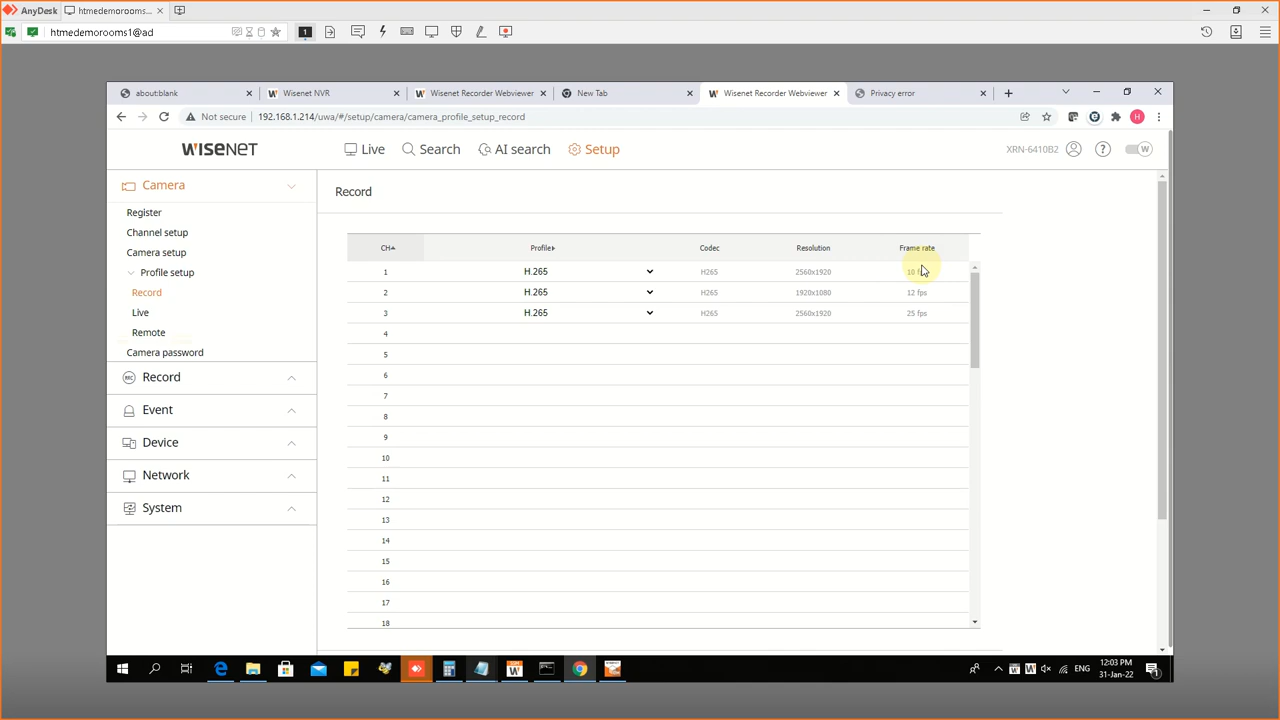 AnyDesk
htmedemorooms...
htmedemorooms1@ad
1
about:blank
Wisenet NVR
Wisenet Recorder Webviewer
New Tab
Wisenet Recorder Webviewer
Privacy error
Not secure
192.168.1.214/uwa/#/setup/camera/camera_profile_setup_record
H
WISENET
Live
Search
AI search
Setup
XRN-6410B2
W
Camera
Register
Channel setup
Camera setup
Profile setup
Record
Live
Remote
Camera password
Record
Event
Device
Network
System
Record
CH
Profile
Codec
Resolution
Frame rate
1 H.265 H265 2560x1920 10 fps
2 H.265 H265 1920x1080 12 fps
3 H.265 H265 2560x1920 25 fps
4
5
6
7
8
9
10
11
12
13
14
15
16
17
18
ENG
12:03 PM
31-Jan-22
1